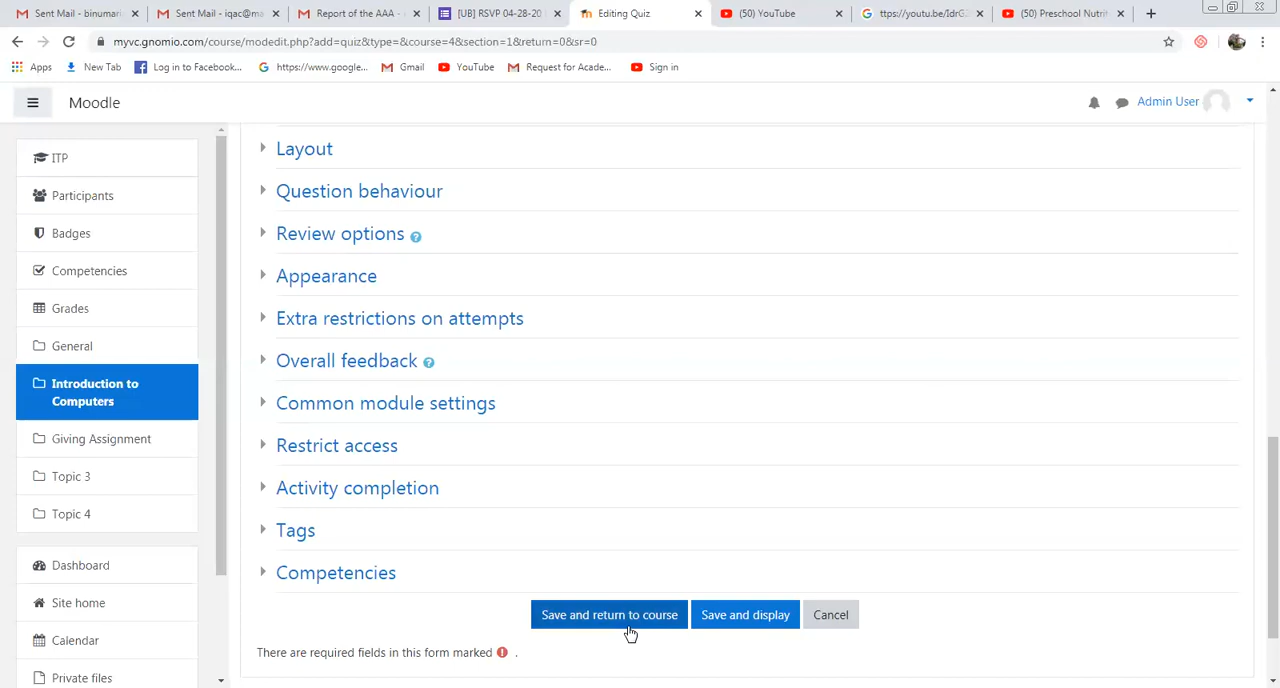 Sent Mail - binumari
Sent Mail - iqac@ma
Report of the AAA -
[UB] RSVP 04-28-20
Editing Quiz
(50) YouTube
ttps://youtu.be/IdrG
(50) Preschool Nutri
myvc.gnomio.com/course/modedit.php?add=quiz&type=&course=4&section=1&return=0&sr=0
Apps
New Tab
Log in to Facebook...
https://www.google...
Gmail
YouTube
Request for Acade...
Sign in
Moodle
Admin User
ITP
Participants
Badges
Competencies
Grades
General
Introduction to
Computers
Giving Assignment
Topic 3
Topic 4
Dashboard
Site home
Calendar
Private files
Layout
Question behaviour
Review options
Appearance
Extra restrictions on attempts
Overall feedback
Common module settings
Restrict access
Activity completion
Tags
Competencies
Save and return to course
Save and display
Cancel
There are required fields in this form marked .